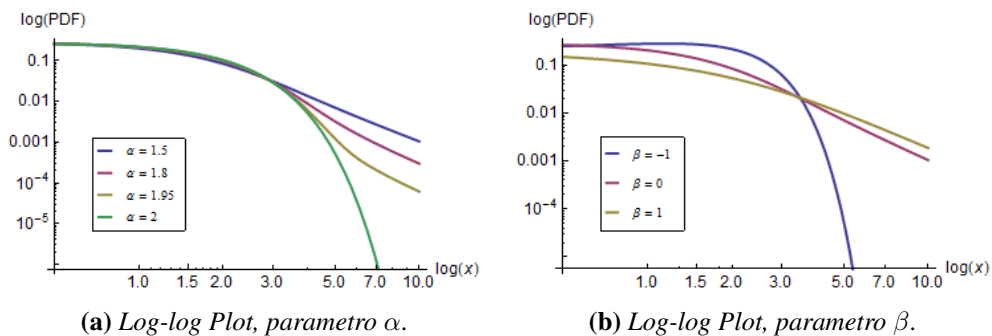 log(PDF)
0.1
0.01
0.001
10⁻⁴
10⁻⁵
α = 1.5
α = 1.8
α = 1.95
α = 2
1.0 1.5 2.0 3.0 5.0 7.0 10.0
log(x)
(a) Log-log Plot, parametro α.
log(PDF)
0.1
0.01
0.001
10⁻⁴
β = −1
β = 0
β = 1
1.0 1.5 2.0 3.0 5.0 7.0 10.0
log(x)
(b) Log-log Plot, parametro β.